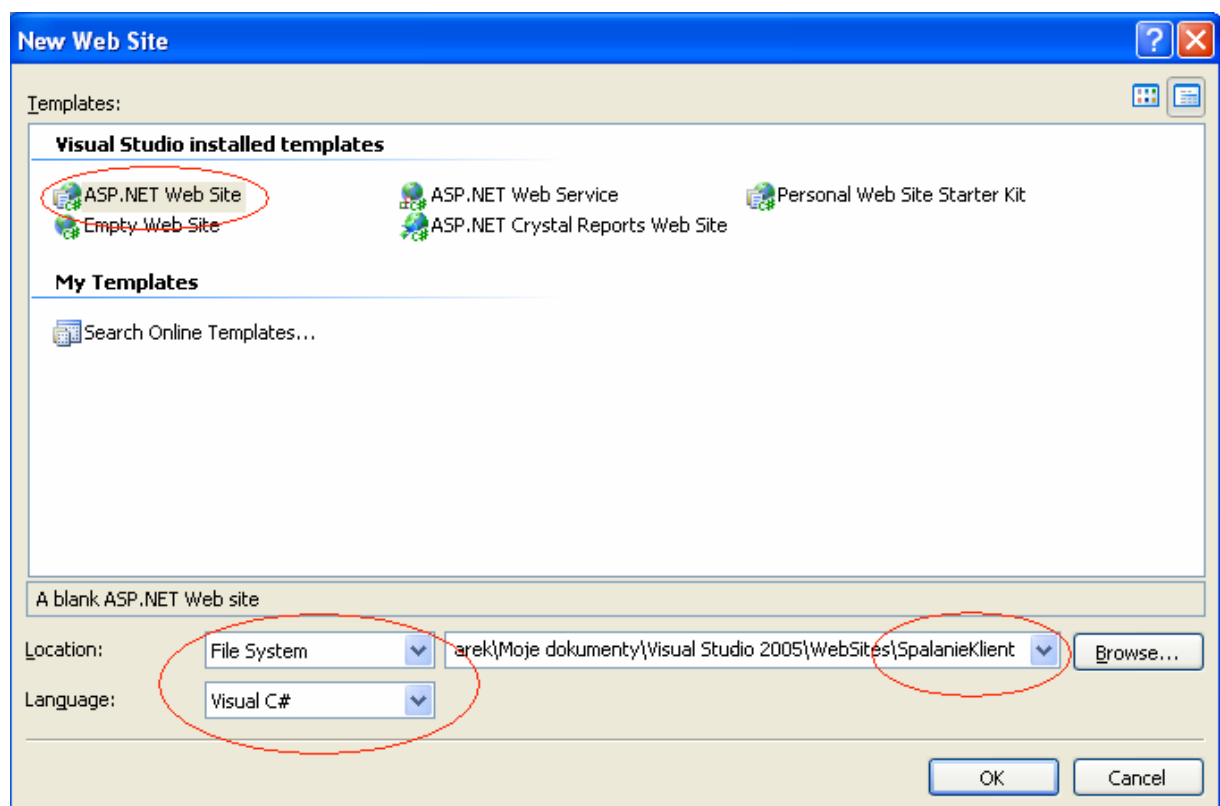 New Web Site
Templates:
Visual Studio installed templates
ASP.NET Web Site
ASP.NET Web Service
Personal Web Site Starter Kit
Empty Web Site
ASP.NET Crystal Reports Web Site
My Templates
Search Online Templates...
A blank ASP.NET Web site
Location:
File System
arek\Moje dokumenty\Visual Studio 2005\WebSites\SpalanieKlient
Browse...
Language:
Visual C#
OK
Cancel